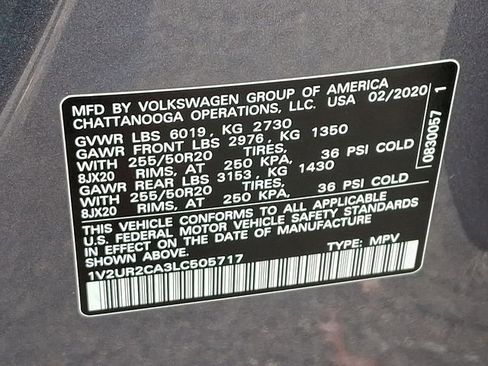 MFD BY VOLKSWAGEN GROUP OF AMERICA
CHATTANOOGA OPERATIONS, LLC. USA 02/2020
GVWR LBS 6019, KG 2730
GAWR FRONT LBS 2976, KG 1350
WITH 255/50R20 TIRES,
8JX20 RIMS, AT 250 KPA, 36 PSI COLD
GAWR REAR LBS 3153, KG 1430
WITH 255/50R20 TIRES,
8JX20 RIMS, AT 250 KPA, 36 PSI COLD
THIS VEHICLE CONFORMS TO ALL APPLICABLE
U.S. FEDERAL MOTOR VEHICLE SAFETY STANDARDS
IN EFFECT ON THE DATE OF MANUFACTURE
SHOWN ABOVE.
1V2UR2CA3LC505717 TYPE: MPV
0830057 1